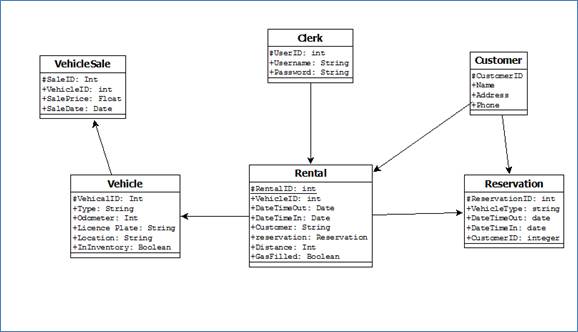 Clerk
#UserID: int
+Username: String
+Password: String
VehicleSale
#SaleID: Int
+VehicleID: int
+SalePrice: Float
+SaleDate: Date
Customer
#CustomerID
+Name
+Address
+Phone
Vehicle
#VehicalID: Int
+Type: String
+Odometer: Int
+Licence Plate: String
+Location: String
+InInventory: Boolean
Rental
#RentalID: int
+VehicleID: int
+DateTimeOut: Date
+DateTimeIn: Date
+Customer: String
+reservation: Reservation
+Distance: Int
+GasFilled: Boolean
Reservation
#ReservationID: int
+VehicleType: string
+DateTimeOut: date
+DateTimeIn: date
+CustomerID: integer